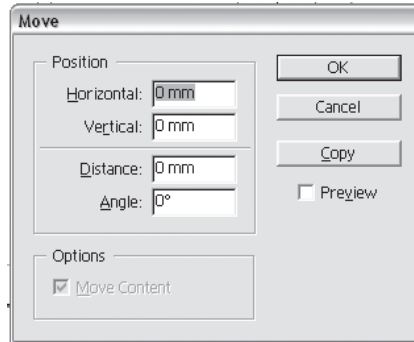 Move
Position
Horizontal: 0 mm
Vertical: 0 mm
Distance: 0 mm
Angle: 0°
Options
Move Content
OK
Cancel
Copy
Preview